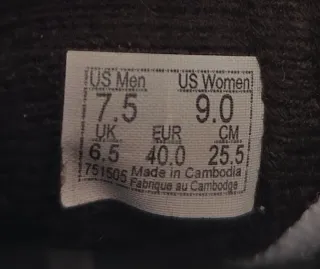 US Men US Women
7.5 9.0
UK EUR CM
6.5 40.0 25.5
751505 Made in Cambodia
Fabrique au Cambodge